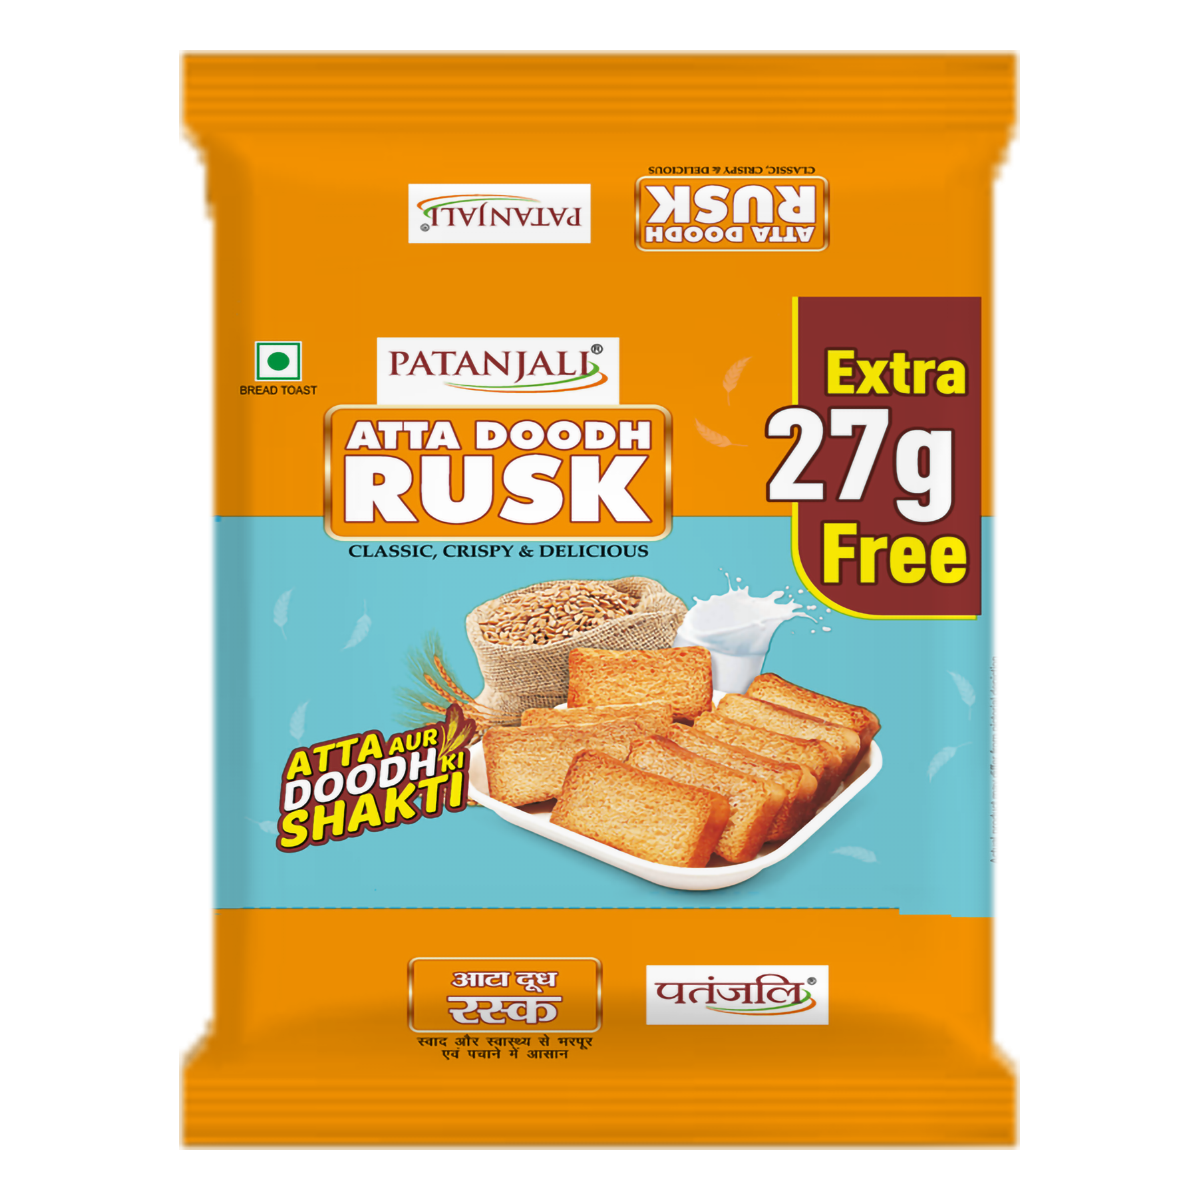 CLASSIC, CRISPY & DELICIOUS
ATTA DOODH
RUSK
PATANJALI®
BREAD TOAST
PATANJALI®
ATTA DOODH
RUSK
CLASSIC, CRISPY & DELICIOUS
Extra
27g
Free
ATTA AUR
DOODH KI
SHAKTI
आटा दूध
रस्क
स्वाद और स्वास्थ्य से भरपूर
एवं पचाने में आसान
पतंजलि®